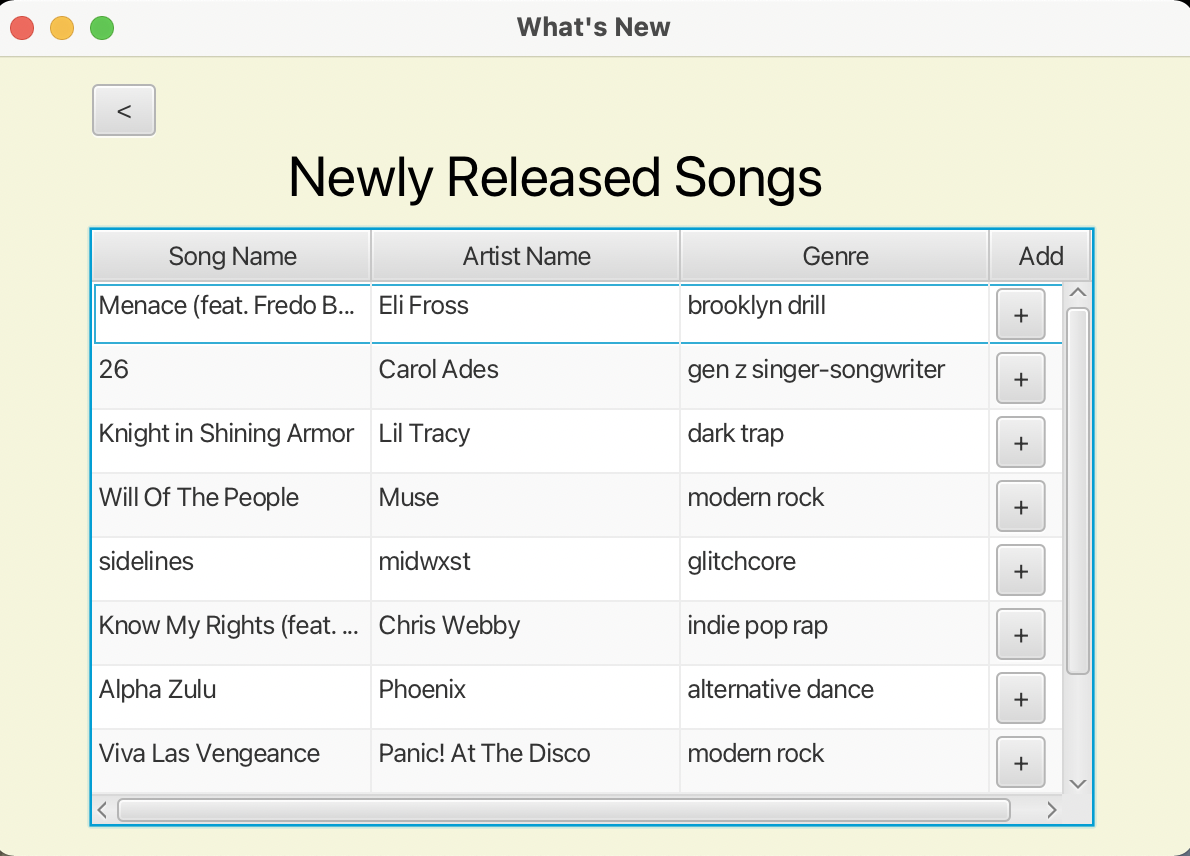 What's New
<
Newly Released Songs
Song Name Artist Name Genre Add
Menace (feat. Fredo B... Eli Fross brooklyn drill +
26 Carol Ades gen z singer-songwriter +
Knight in Shining Armor Lil Tracy dark trap +
Will Of The People Muse modern rock +
sidelines midwxst glitchcore +
Know My Rights (feat. ... Chris Webby indie pop rap +
Alpha Zulu Phoenix alternative dance +
Viva Las Vengeance Panic! At The Disco modern rock +